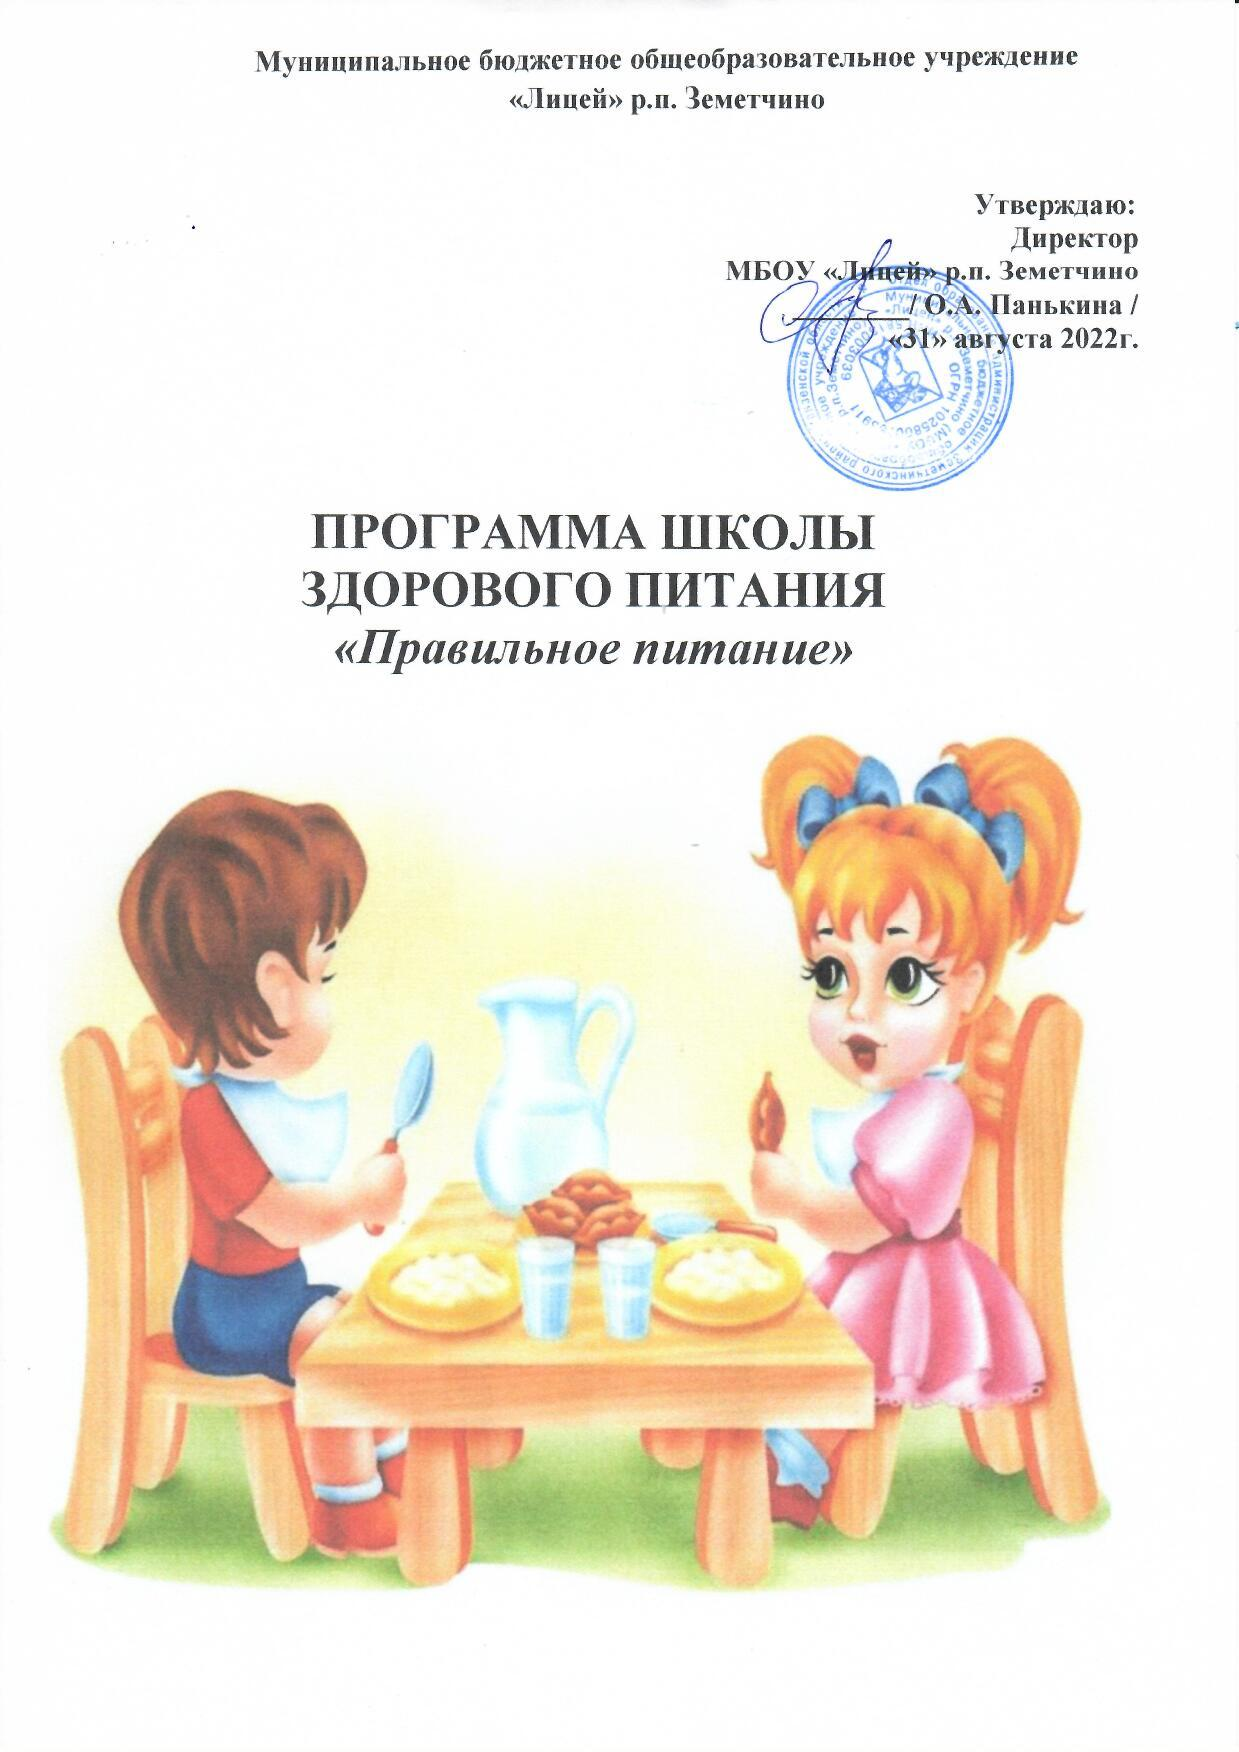 Муниципальное бюджетное общеобразовательное учреждение
«Лицей» р.п. Земетчино
Утверждаю:
Директор
МБОУ «Лицей» р.п. Земетчино
/ О.А. Панькина /
«31» августа 2022г.
ПРОГРАММА ШКОЛЫ
ЗДОРОВОГО ПИТАНИЯ
«Правильное питание»